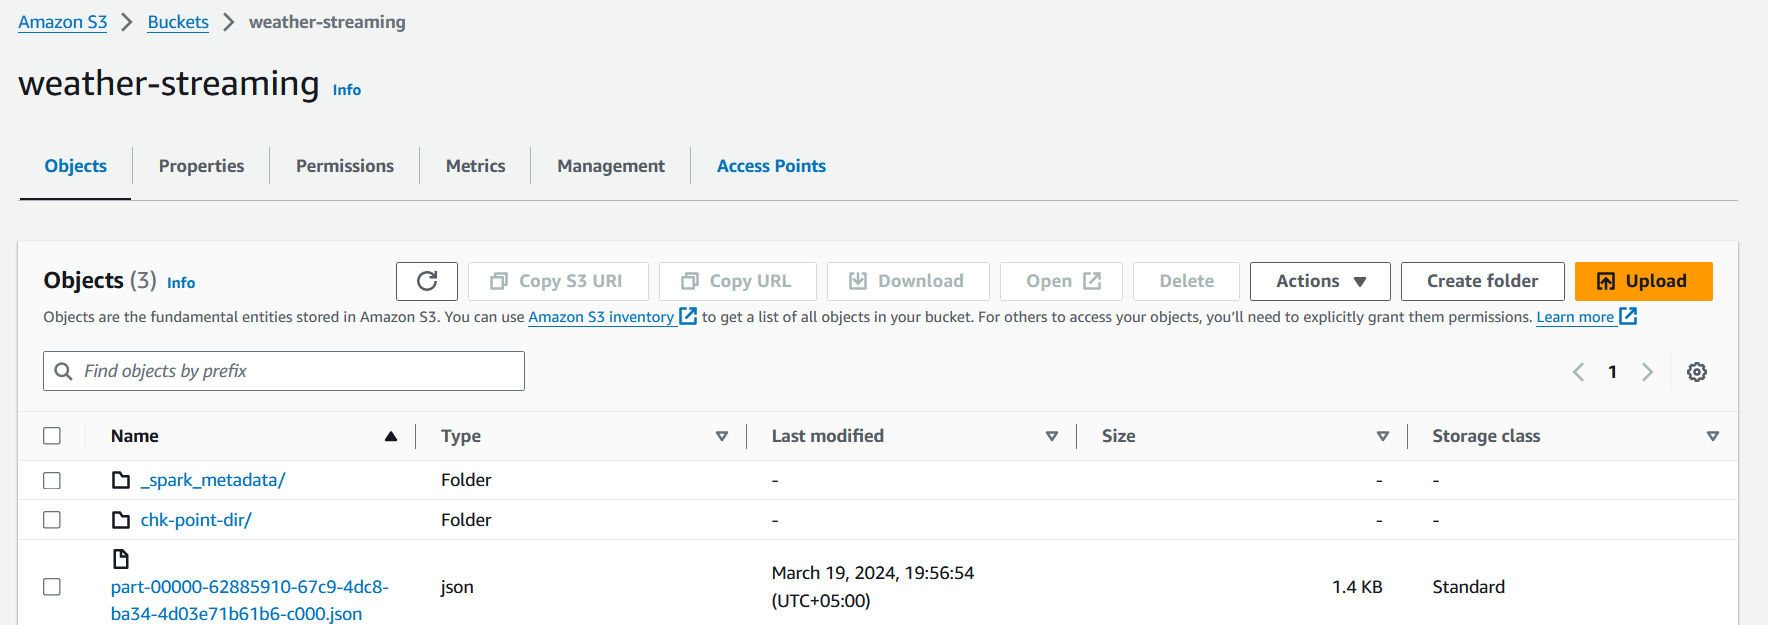 Amazon S3 > Buckets > weather-streaming
weather-streaming Info
Objects Properties Permissions Metrics Management Access Points
Objects (3) Info Copy S3 URI Copy URL Download Open Delete Actions Create folder Upload
Objects are the fundamental entities stored in Amazon S3. You can use Amazon S3 inventory to get a list of all objects in your bucket. For others to access your objects, you'll need to explicitly grant them permissions. Learn more
Find objects by prefix 1
Name Type Last modified Size Storage class
_spark_metadata/ Folder - - -
chk-point-dir/ Folder - - -
part-00000-62885910-67c9-4dc8-
ba34-4d03e71b61b6-c000.json
json
March 19, 2024, 19:56:54
(UTC+05:00)
1.4 KB
Standard